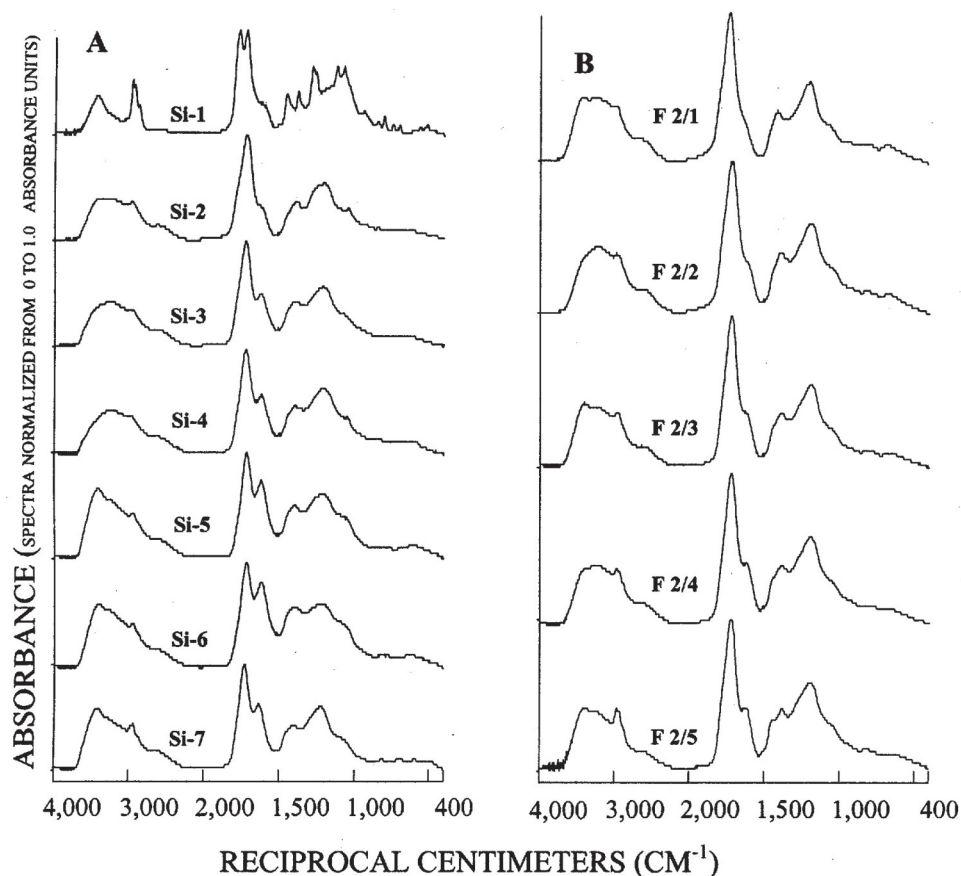 ABSORBANCE (SPECTRA NORMALIZED FROM 0 TO 1.0 ABSORBANCE UNITS)
A
Si-1
Si-2
Si-3
Si-4
Si-5
Si-6
Si-7
4,000 3,000 2,000 1,500 1,000 400
B
F 2/1
F 2/2
F 2/3
F 2/4
F 2/5
4,000 3,000 2,000 1,500 1,000 400
RECIPROCAL CENTIMETERS (CM⁻¹)